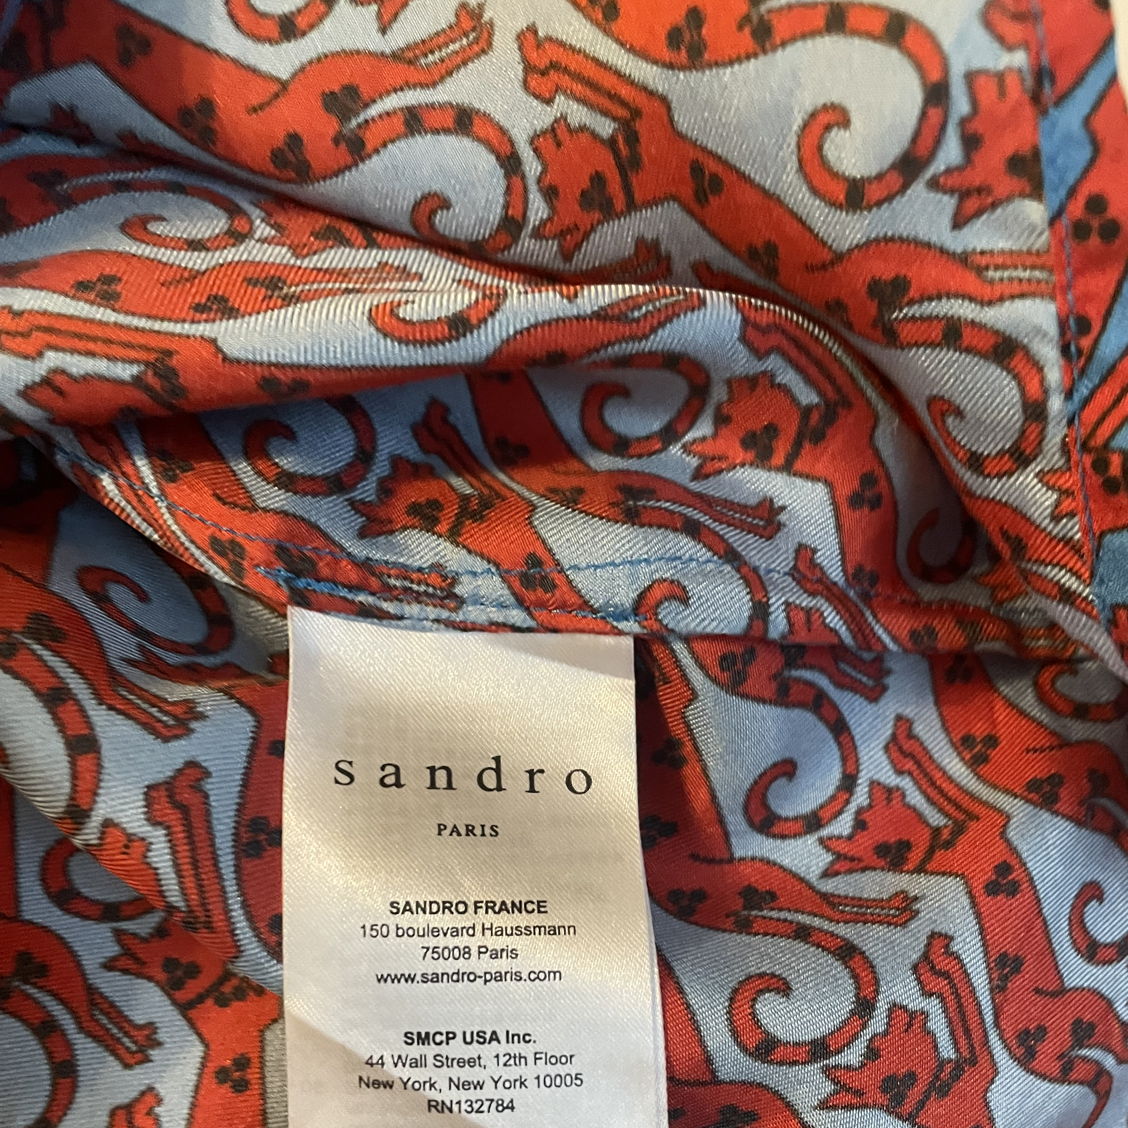 sandro
PARIS
SANDRO FRANCE
150 boulevard Haussmann
75008 Paris
www.sandro-paris.com
SMCP USA Inc.
44 Wall Street, 12th Floor
New York, New York 10005
RN132784